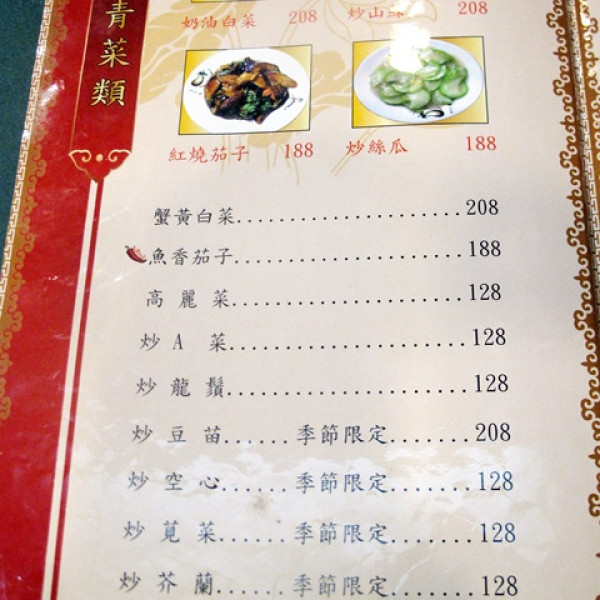 青菜類
奶油白菜 208 炒山蘇 208
紅燒茄子 188 炒絲瓜 188
蟹黃白菜.....................208
魚香茄子.....................188
高麗菜.....................128
炒A菜.....................128
炒龍鬚.....................128
炒豆苗......季節限定.......208
炒空心......季節限定.......128
炒莧菜......季節限定.......128
炒芥蘭......季節限定.......128